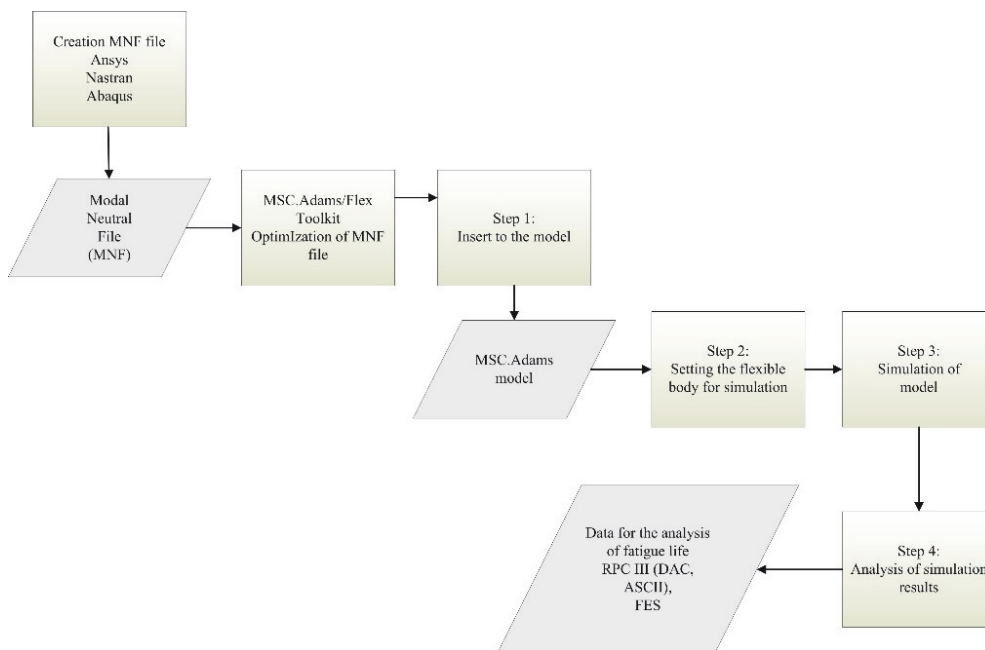 Creation MNF file
Ansys
Nastran
Abaqus
Modal
Neutral
File
(MNF)
MSC.Adams/Flex
Toolkit
OptimIzation of MNF
file
Step 1:
Insert to the model
MSC.Adams
model
Step 2:
Setting the flexible
body for simulation
Step 3:
Simulation of
model
Step 4:
Analysis of simulation
results
Data for the analysis
of fatigue life
RPC III (DAC,
ASCII),
FES